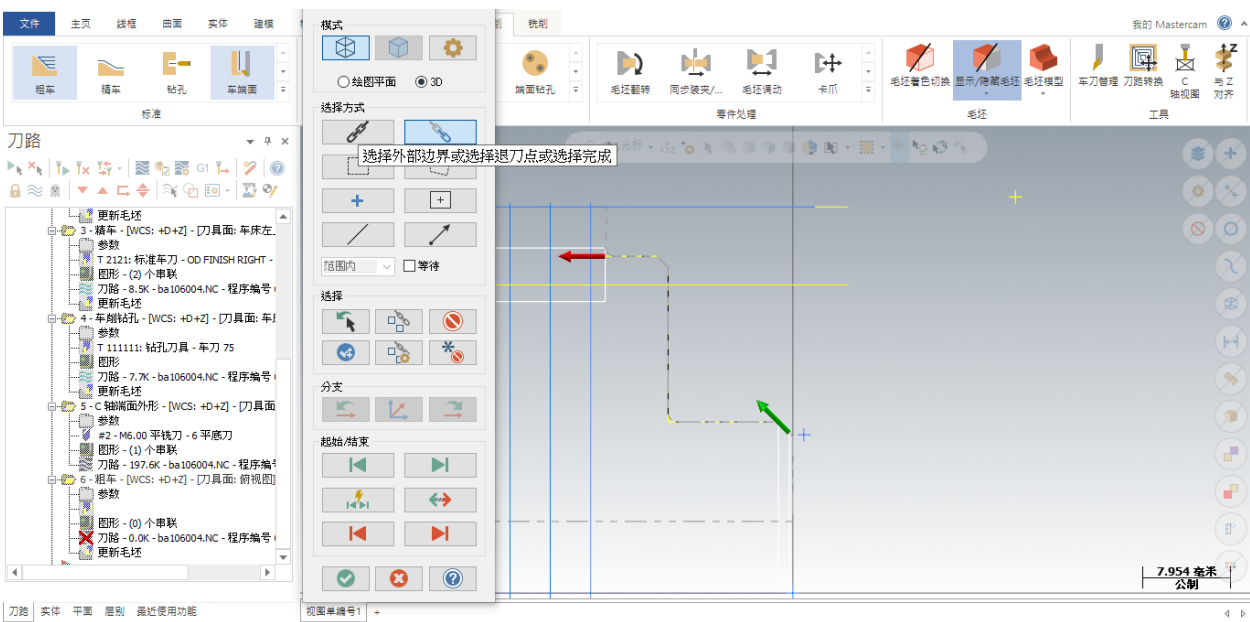 文件 主页 线框 曲面 实体 建模 削 铣削 我的 Mastercam
粗车 精车 钻孔 车端面 端面钻孔 毛坯翻转 同步装夹/... 毛坯调动 卡爪 毛坯着色切换 显示/隐藏毛坯 毛坯模型 车刀管理 刀路转换 C 轴视图 与 Z 对齐
标准 零件处理 毛坯 工具
模式
绘图平面 3D
选择方式
选择外部边界或选择退刀点或选择完成
范围内 等待
选择
分支
起始/结束
刀路
G1
更新毛坯
3 - 精车 - [WCS: +D+Z] - [刀具面: 车床左_
参数
T 2121: 标准车刀 - OD FINISH RIGHT -
图形 - (2) 个串联
刀路 - 8.5K - ba106004.NC - 程序编号
更新毛坯
4 - 车削钻孔 - [WCS: +D+Z] - [刀具面: 车
参数
T 111111: 钻孔刀具 - 车刀 75
图形
刀路 - 7.7K - ba106004.NC - 程序编号
更新毛坯
5 - C 轴端面外形 - [WCS: +D+Z] - [刀具面
参数
#2 - M6.00 平铣刀 - 6 平底刀
图形 - (1) 个串联
刀路 - 197.6K - ba106004.NC - 程序编
6 - 粗车 - [WCS: +D+Z] - [刀具面: 俯视图]
参数
图形 - (0) 个串联
刀路 - 0.0K - ba106004.NC - 程序编号
更新毛坯
光标
7.954 毫米
公制
刀路 实体 平面 层别 最近使用功能 视图单编号1 +